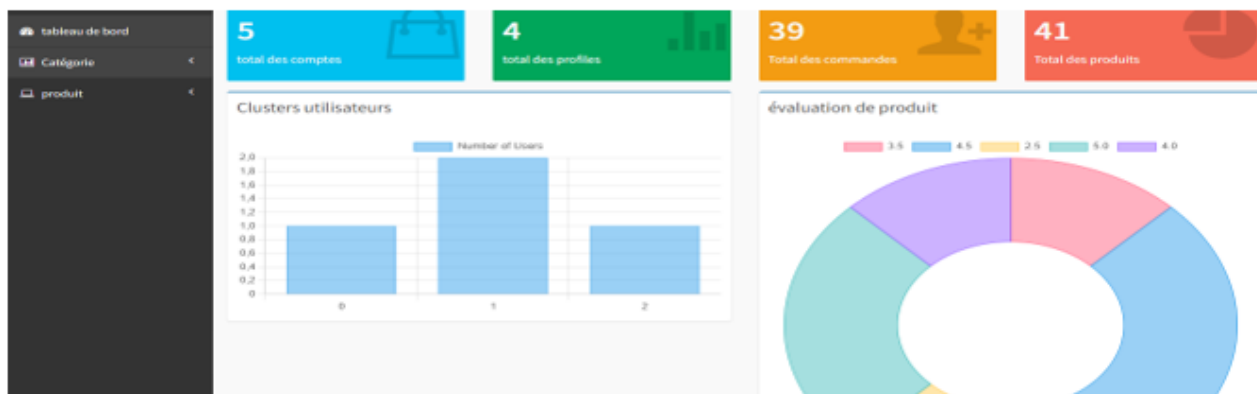 tableau de bord
Catégorie
produit
5
total des comptes
4
total des profiles
39
Total des commandes
41
Total des produits
Clusters utilisateurs
Number of Users
2,0
1,8
1,6
1,4
1,2
1,0
0,8
0,6
0,4
0,2
0
0
1
2
évaluation de produit
3.5
4.5
2.5
5.0
4.0